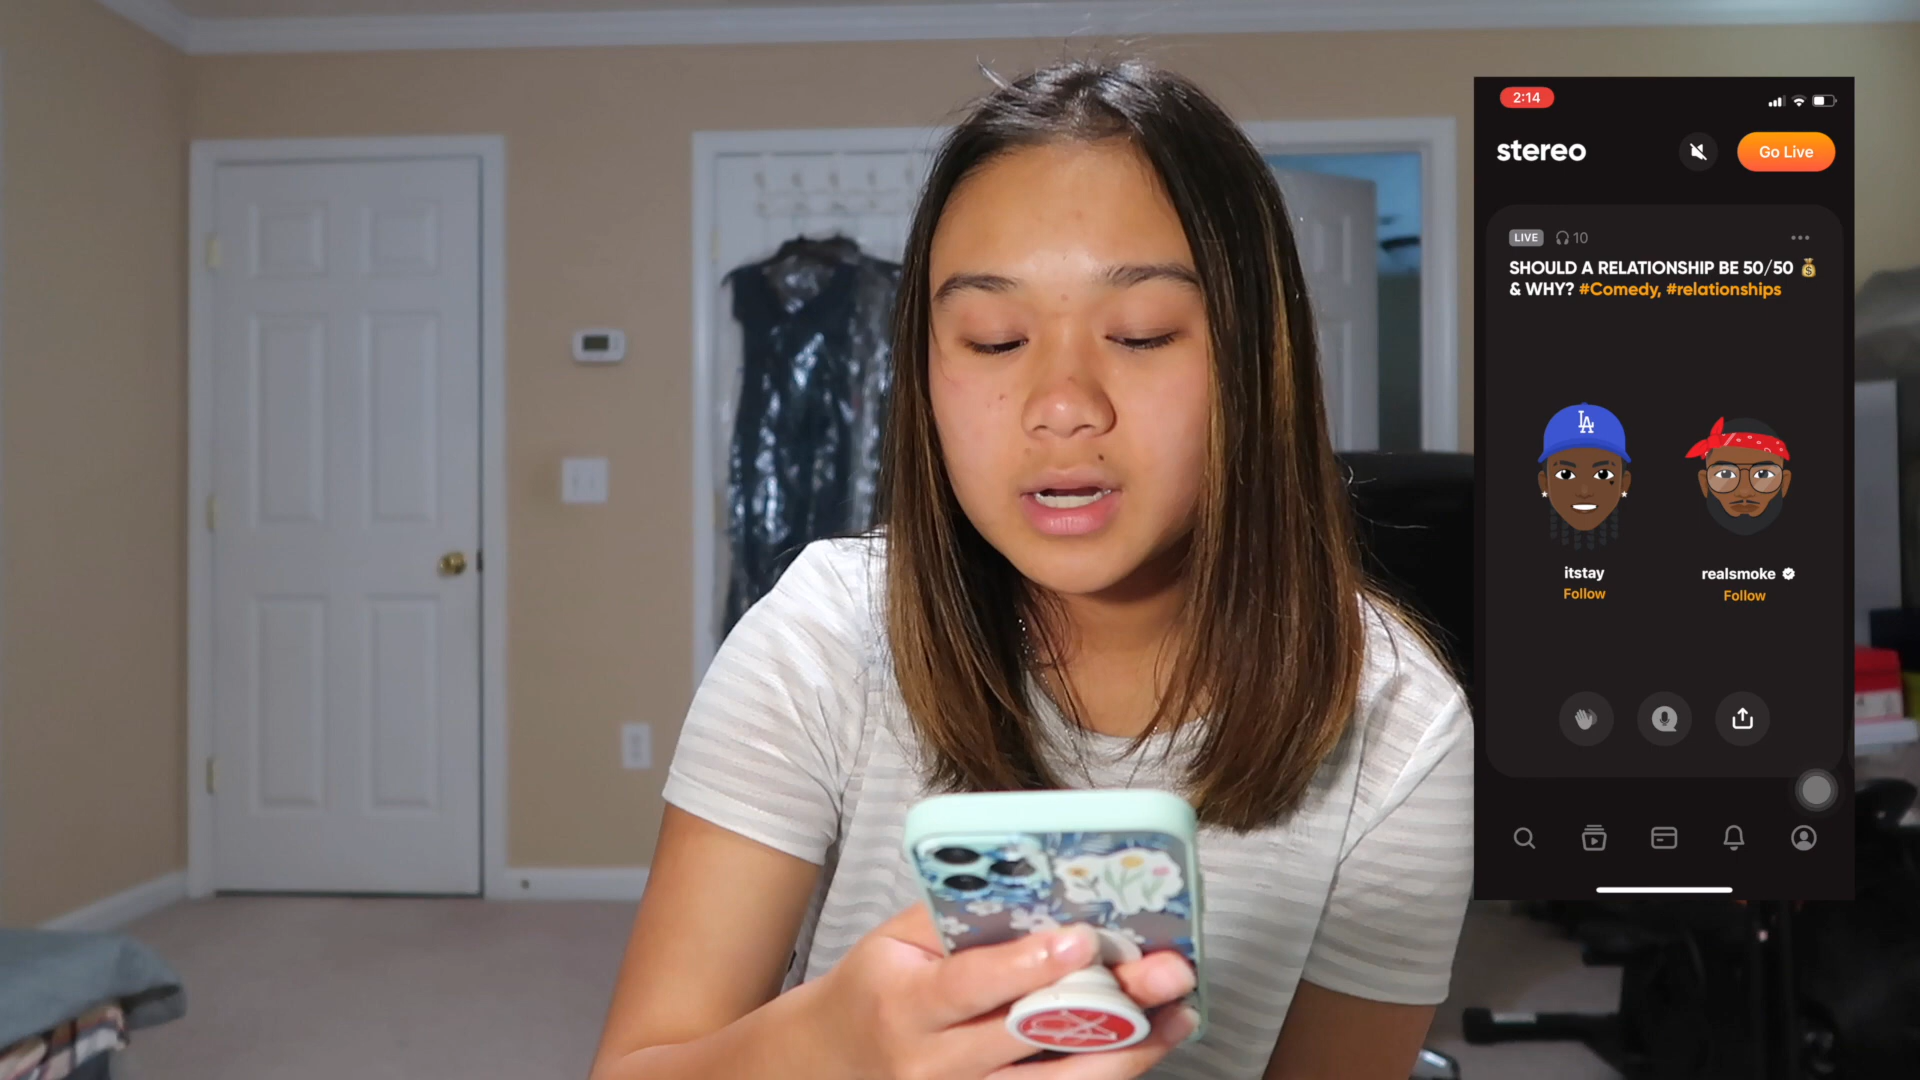 2:14
stereo
Go Live
LIVE 10
SHOULD A RELATIONSHIP BE 50/50 💰
& WHY? #Comedy, #relationships
LA
itstay
realsmoke
Follow
Follow